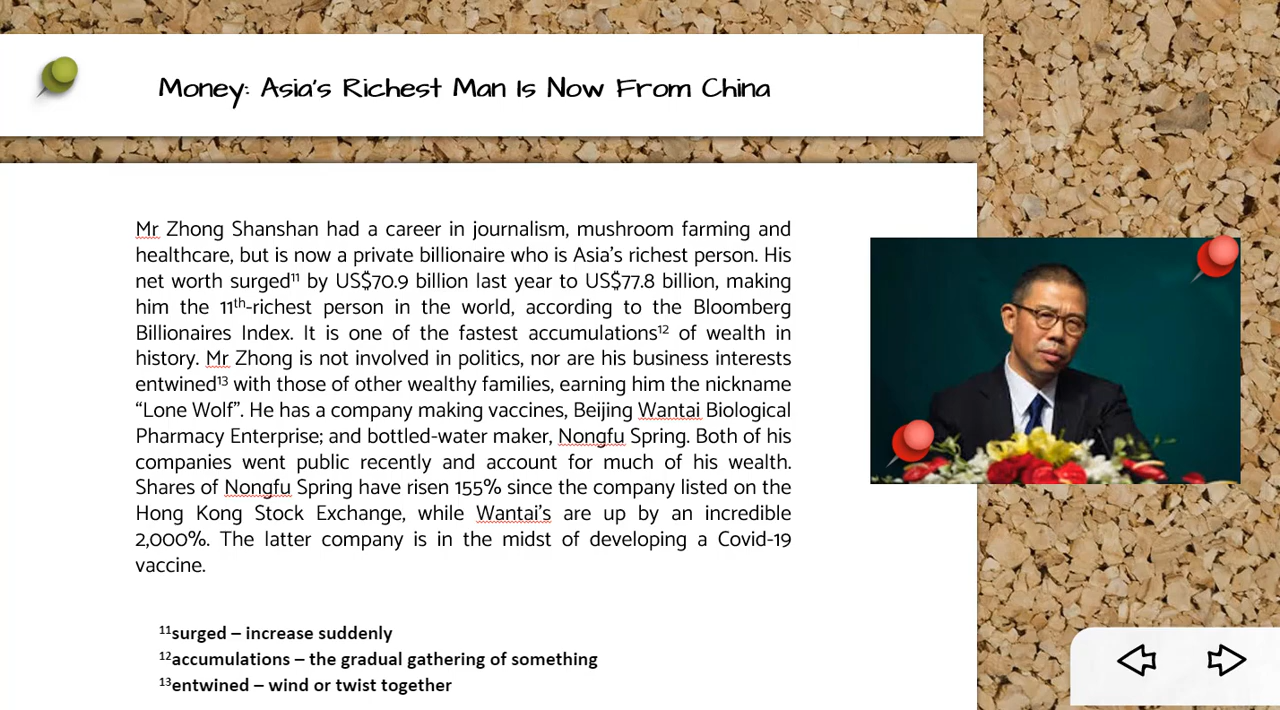 Money: Asia's Richest Man Is Now From China
Mr Zhong Shanshan had a career in journalism, mushroom farming and
healthcare, but is now a private billionaire who is Asia's richest person. His
net worth surged¹¹ by US$70.9 billion last year to US$77.8 billion, making
him the 11ᵗʰ-richest person in the world, according to the Bloomberg
Billionaires Index. It is one of the fastest accumulations¹² of wealth in
history. Mr Zhong is not involved in politics, nor are his business interests
entwined¹³ with those of other wealthy families, earning him the nickname
“Lone Wolf”. He has a company making vaccines, Beijing Wantai Biological
Pharmacy Enterprise; and bottled-water maker, Nongfu Spring. Both of his
companies went public recently and account for much of his wealth.
Shares of Nongfu Spring have risen 155% since the company listed on the
Hong Kong Stock Exchange, while Wantai's are up by an incredible
2,000%. The latter company is in the midst of developing a Covid-19
vaccine.
¹¹surged – increase suddenly
¹²accumulations – the gradual gathering of something
¹³entwined – wind or twist together